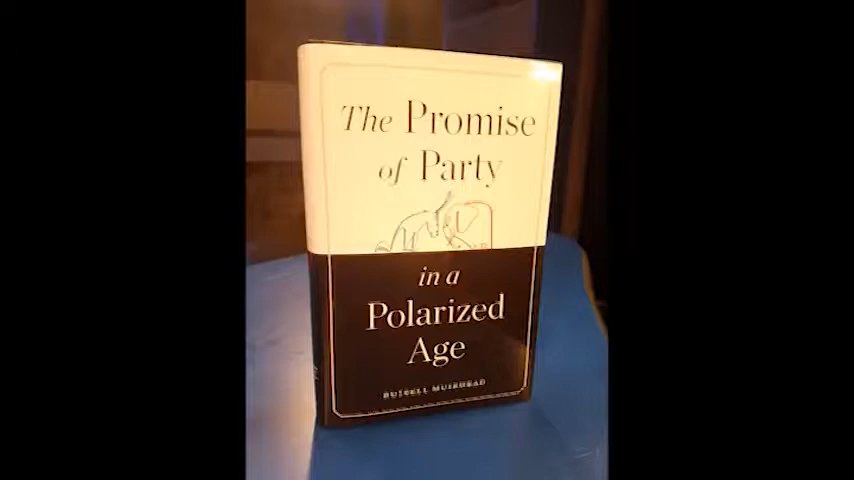 The Promise
of Party
in a
Polarized
Age
RUSSELL MUIRHEAD